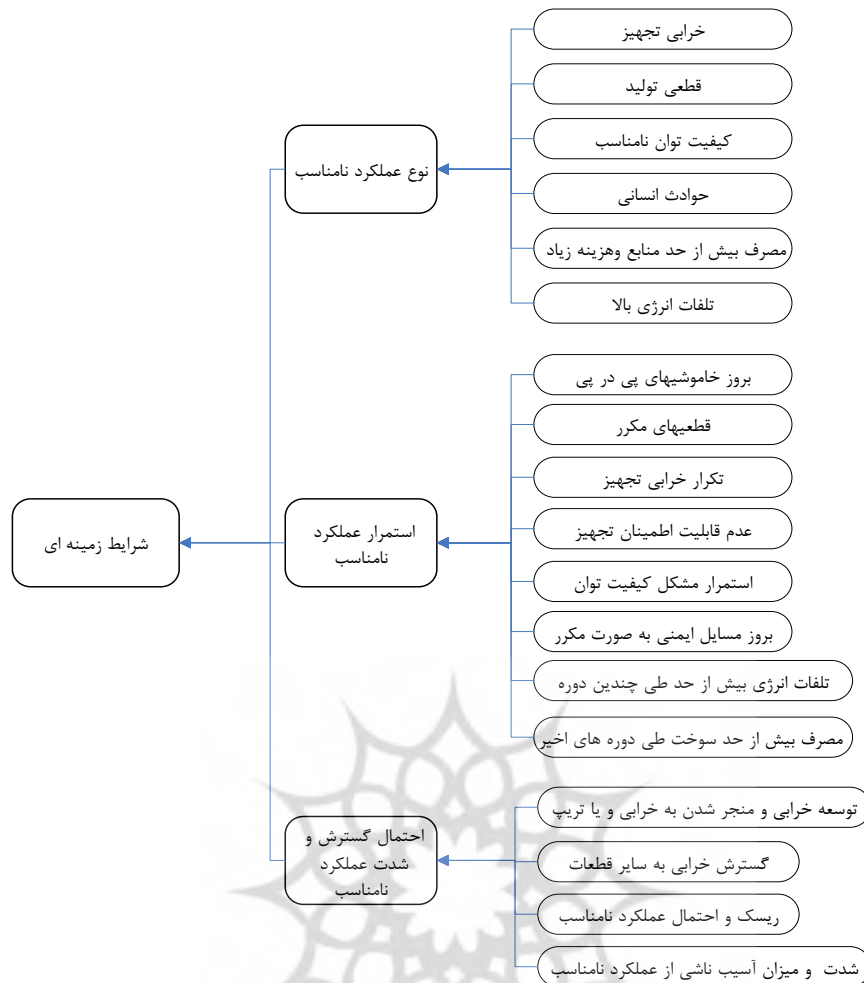 خرابی تجهیز
قطعی تولید
کیفیت توان نامناسب
نوع عملکرد نامناسب
حوادث انسانی
مصرف بیش از حد منابع وهزینه زیاد
تلفات انرژی بالا
بروز خاموشیهای پی در پی
قطعیهای مکرر
تکرار خرابی تجهیز
عدم قابلیت اطمینان تجهیز
استمرار عملکرد
نامناسب
شرایط زمینه ای
استمرار مشکل کیفیت توان
بروز مسایل ایمنی به صورت مکرر
تلفات انرژی بیش از حد طی چندین دوره
مصرف بیش از حد سوخت طی دوره های اخیر
توسعه خرابی و منجر شدن به خرابی و یا تریپ
احتمال گسترش و
شدت عملکرد
نامناسب
گسترش خرابی به سایر قطعات
ریسک و احتمال عملکرد نامناسب
شدت و میزان آسیب ناشی از عملکرد نامناسب